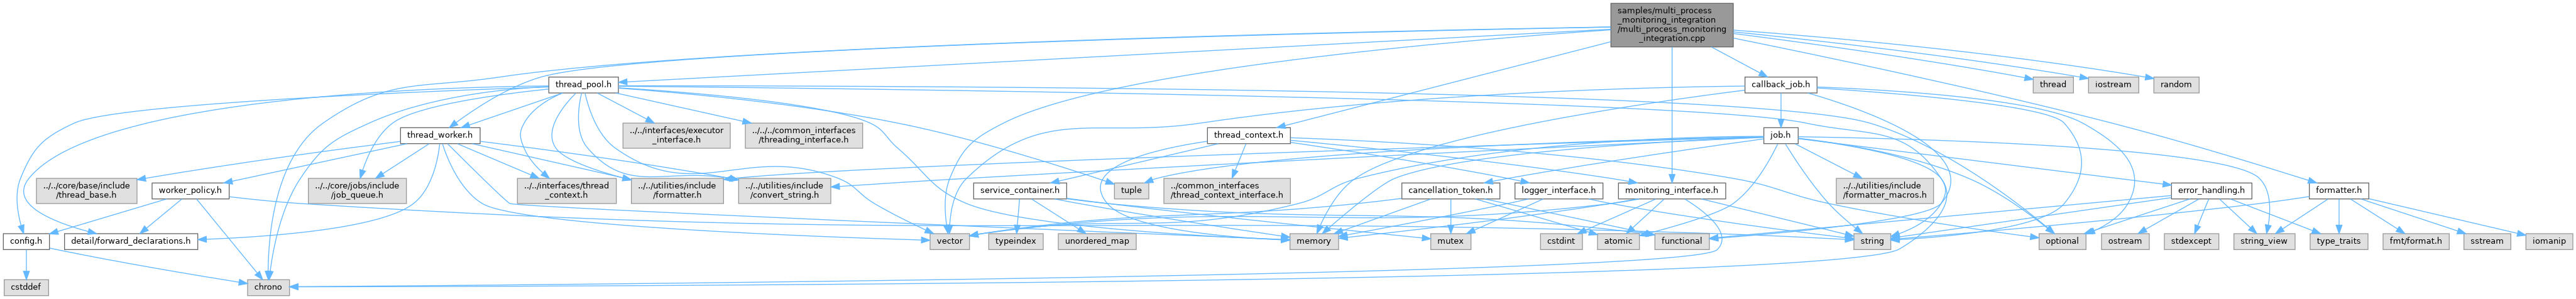 samples/multi_process
_monitoring_integration
/multi_process_monitoring
_integration.cpp
thread_pool.h
callback_job.h
thread
iostream
random
thread_worker.h
../../interfaces/executor
_interface.h
../../../common_interfaces
/threading_interface.h
thread_context.h
job.h
../../core/base/include
/thread_base.h
worker_policy.h
../../core/jobs/include
/job_queue.h
../../interfaces/thread
_context.h
../../utilities/include
/formatter.h
../../utilities/include
/convert_string.h
tuple
service_container.h
../common_interfaces
/thread_context_interface.h
cancellation_token.h
logger_interface.h
monitoring_interface.h
../../utilities/include
/formatter_macros.h
error_handling.h
formatter.h
config.h
detail/forward_declarations.h
vector
typeindex
unordered_map
memory
mutex
cstdint
atomic
functional
string
optional
ostream
stdexcept
string_view
type_traits
fmt/format.h
sstream
iomanip
cstddef
chrono